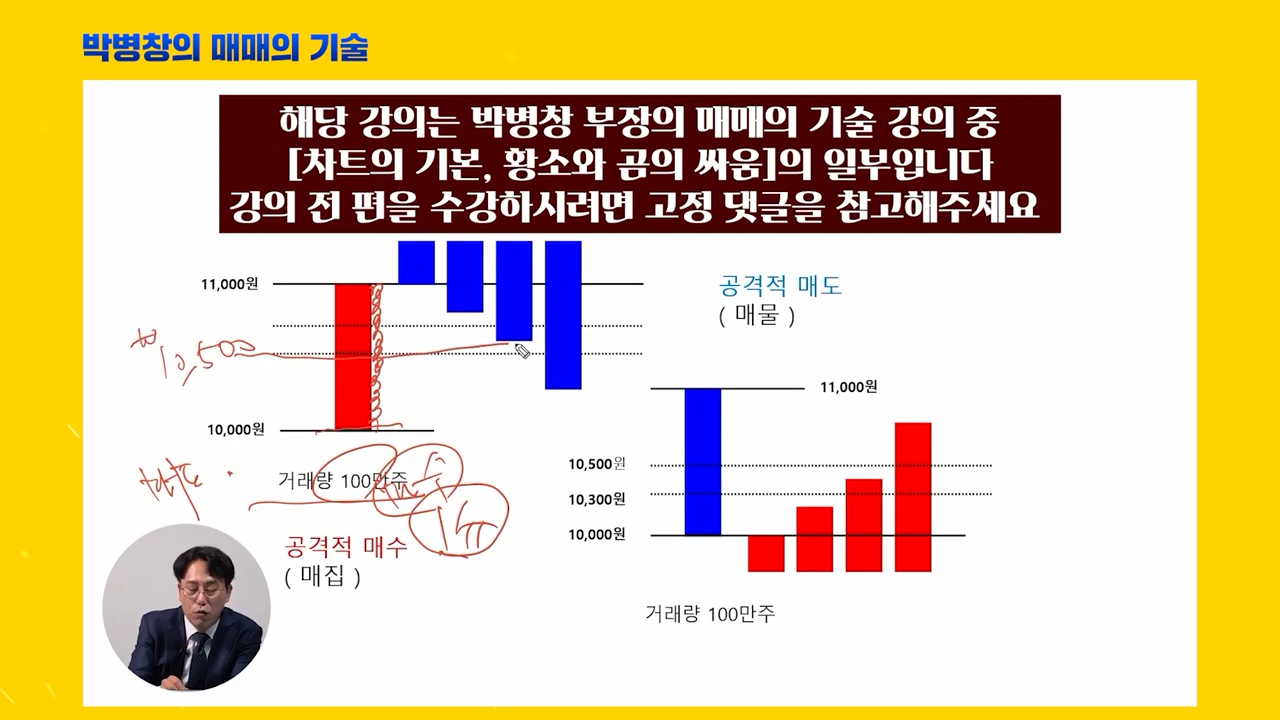 박병창의 매매의 기술
해당 강의는 박병창 부장의 매매의 기술 강의 중
[차트의 기본, 황소와 곰의 싸움]의 일부입니다
강의 전 편을 수강하시려면 고정 댓글을 참고해주세요
11,000원
₩10,500
10,000원
거래량 100만주
공격적 매수
( 매집 )
공격적 매도
( 매물 )
11,000원
10,500원
10,300원
10,000원
거래량 100만주